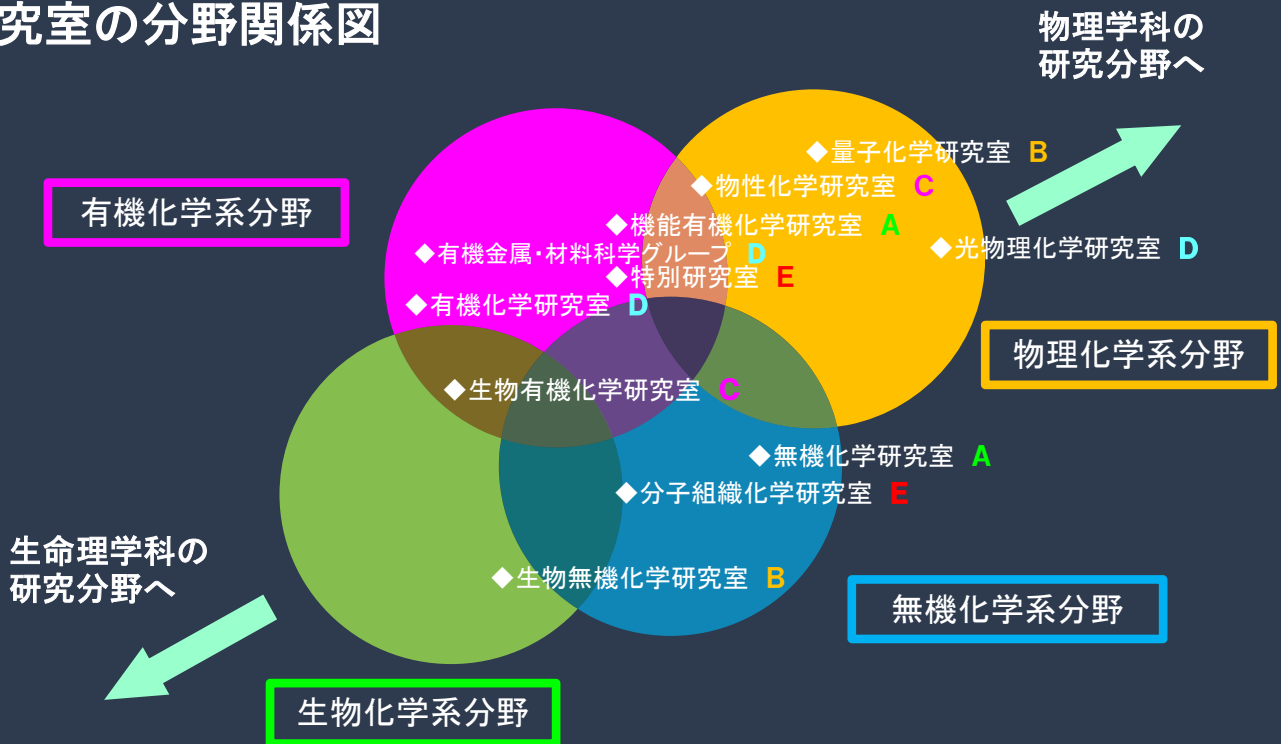 究室の分野関係図
物理学科の
研究分野へ
◆量子化学研究室 B
◆物性化学研究室 C
有機化学系分野
◆機能有機化学研究室 A
◆有機金属・材料科学グループ D
◆光物理化学研究室 D
◆特別研究室 E
◆有機化学研究室 D
物理化学系分野
◆生物有機化学研究室 C
◆無機化学研究室 A
◆分子組織化学研究室 E
生命理学科の
研究分野へ
◆生物無機化学研究室 B
無機化学系分野
生物化学系分野